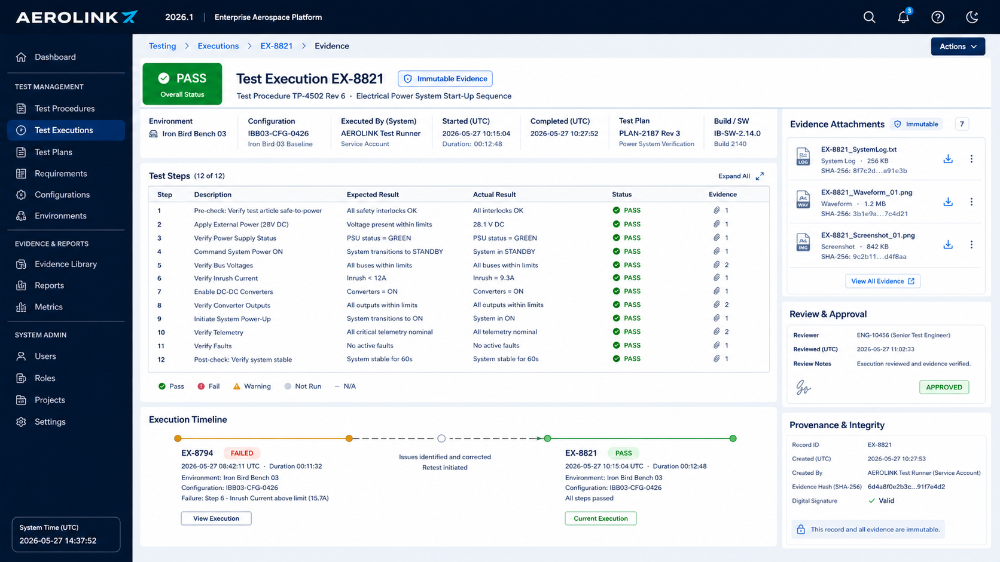 AEROLINK
2026.1 | Enterprise Aerospace Platform
3
Dashboard
TEST MANAGEMENT
Test Procedures
Test Executions
Test Plans
Requirements
Configurations
Environments
EVIDENCE & REPORTS
Evidence Library
Reports
Metrics
SYSTEM ADMIN
Users
Roles
Projects
Settings
System Time (UTC)
2026-05-27 14:37:52
Testing > Executions > EX-8821 > Evidence
Actions
PASS
Overall Status
Test Execution EX-8821
Immutable Evidence
Test Procedure TP-4502 Rev 6 · Electrical Power System Start-Up Sequence
Environment
Iron Bird Bench 03
Configuration
IBB03-CFG-0426
Iron Bird 03 Baseline
Executed By (System)
AEROLINK Test Runner
Service Account
Started (UTC)
2026-05-27 10:15:04
Duration: 00:12:48
Completed (UTC)
2026-05-27 10:27:52
Test Plan
PLAN-2187 Rev 3
Power System Verification
Build / SW
IB-SW-2.14.0
Build 2140
Test Steps (12 of 12)
Expand All
Step Description Expected Result Actual Result Status Evidence
1 Pre-check: Verify test article safe-to-power All safety interlocks OK All interlocks OK PASS 1
2 Apply External Power (28V DC) Voltage present within limits 28.1 V DC PASS 1
3 Verify Power Supply Status PSU status = GREEN PSU status = GREEN PASS 1
4 Command System Power ON System transitions to STANDBY System in STANDBY PASS 1
5 Verify Bus Voltages All buses within limits All buses within limits PASS 2
6 Verify Inrush Current Inrush < 12A Inrush = 9.3A PASS 1
7 Enable DC-DC Converters Converters = ON Converters = ON PASS 1
8 Verify Converter Outputs All outputs within limits All outputs within limits PASS 2
9 Initiate System Power-Up System transitions to ON System in ON PASS 1
10 Verify Telemetry All critical telemetry nominal All telemetry nominal PASS 2
11 Verify Faults No active faults No active faults PASS 1
12 Post-check: Verify system stable System stable for 60s System stable for 60s PASS 1
Pass Fail Warning Not Run – N/A
Execution Timeline
EX-8794 FAILED
2026-05-27 08:42:11 UTC · Duration 00:11:32
Environment: Iron Bird Bench 03
Configuration: IBB03-CFG-0426
Failure: Step 6 - Inrush Current above limit (15.7A)
View Execution
Issues identified and corrected
Retest initiated
EX-8821 PASS
2026-05-27 10:15:04 UTC · Duration 00:12:48
Environment: Iron Bird Bench 03
Configuration: IBB03-CFG-0426
All steps passed
Current Execution
Evidence Attachments Immutable 7
LOG
EX-8821_SystemLog.txt
System Log · 256 KB
SHA-256: 8f7c2d...a91e3b
WAV
EX-8821_Waveform_01.png
Waveform · 1.2 MB
SHA-256: 3b1e9a...7c4d21
IMG
EX-8821_Screenshot_01.png
Screenshot · 842 KB
SHA-256: 9c2b11...d4f8aa
View All Evidence
Review & Approval
Reviewer ENG-10456 (Senior Test Engineer)
Reviewed (UTC) 2026-05-27 11:02:33
Review Notes Execution reviewed and evidence verified.
APPROVED
Provenance & Integrity
Record ID EX-8821
Created (UTC) 2026-05-27 10:27:53
Created By AEROLINK Test Runner (Service Account)
Evidence Hash (SHA-256) 6d4a8f0e2b3c...91f7e4d2
Digital Signature Valid
This record and all evidence are immutable.